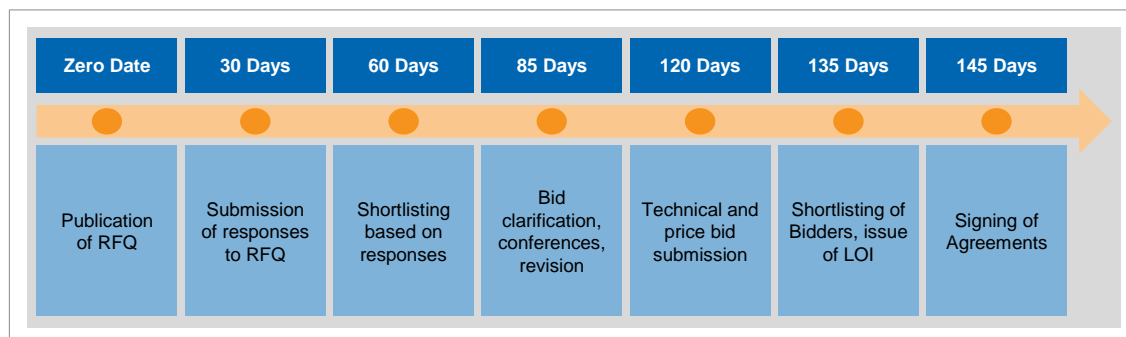 Zero Date
30 Days
60 Days
85 Days
120 Days
135 Days
145 Days
Publication
of RFQ
Submission
of responses
to RFQ
Shortlisting
based on
responses
Bid
clarification,
conferences,
revision
Technical and
price bid
submission
Shortlisting of
Bidders, issue
of LOI
Signing of
Agreements